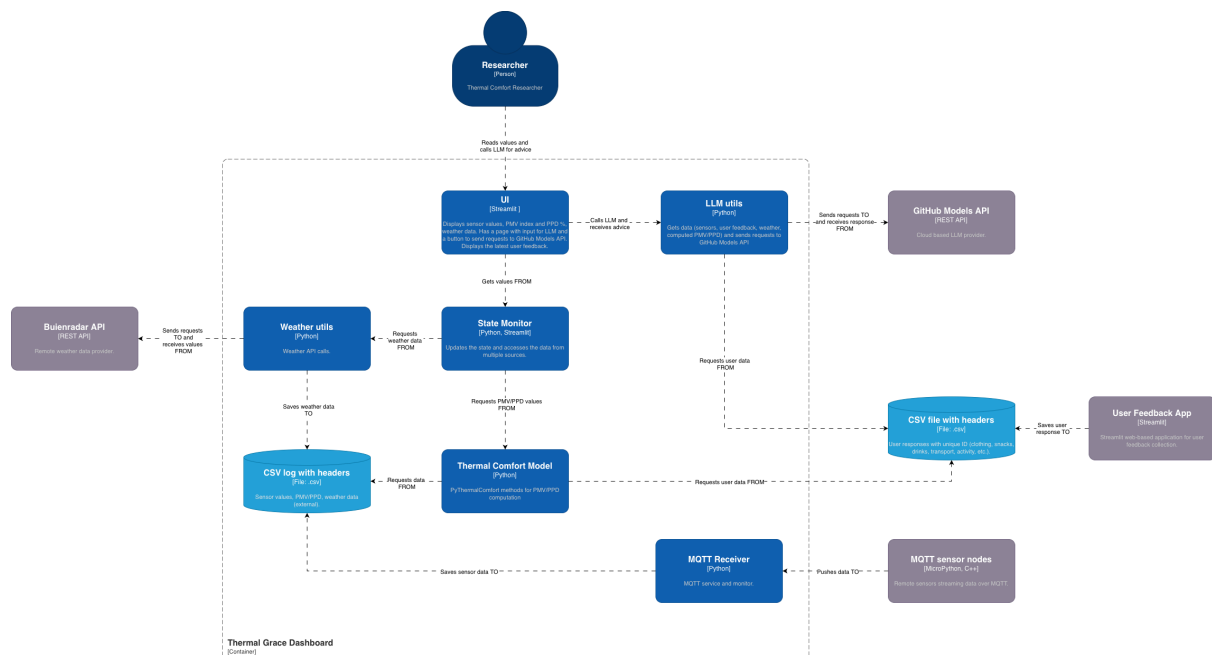 Researcher
[Person]
Thermal Comfort Researcher
Reads values and
calls LLM for advice
UI
[Streamlit ]
Displays sensor values, PMV index and PPD %,
weather data. Has a page with input for LLM and
a button to send requests to GitHub Models API.
Displays the latest user feedback.
Calls LLM and
receives advice
LLM utils
[Python]
Gets data (sensors, user feedback, weather,
computed PMV/PPD) and sends requests to
GitHub Models API
Sends requests TO
and receives response
FROM
GitHub Models API
[REST API]
Cloud based LLM provider.
Gets values FROM
Buienradar API
[REST API]
Remote weather data provider.
Sends requests
TO and
receives values
FROM
Weather utils
[Python]
Weather API calls.
Requests
weather data
FROM
State Monitor
[Python, Streamlit]
Updates the state and accesses the data from
multiple sources.
Requests user data
FROM
Saves weather data
TO
Requests PMV/PPD values
FROM
CSV file with headers
[File: .csv]
User responses with unique ID (clothing, snacks,
drinks, transport, activity, etc.).
Saves user
response TO
User Feedback App
[Streamlit]
Streamlit web-based application for user
feedback collection.
CSV log with headers
[File: .csv]
Sensor values, PMV/PPD, weather data
(external).
Requests data
FROM
Thermal Comfort Model
[Python]
PyThermalComfort methods for PMV/PPD
computation
Requests user data FROM
Saves sensor data TO
MQTT Receiver
[Python]
MQTT service and monitor.
Pushes data TO
MQTT sensor nodes
[MicroPython, C++]
Remote sensors streaming data over MQTT.
Thermal Grace Dashboard
[Container]